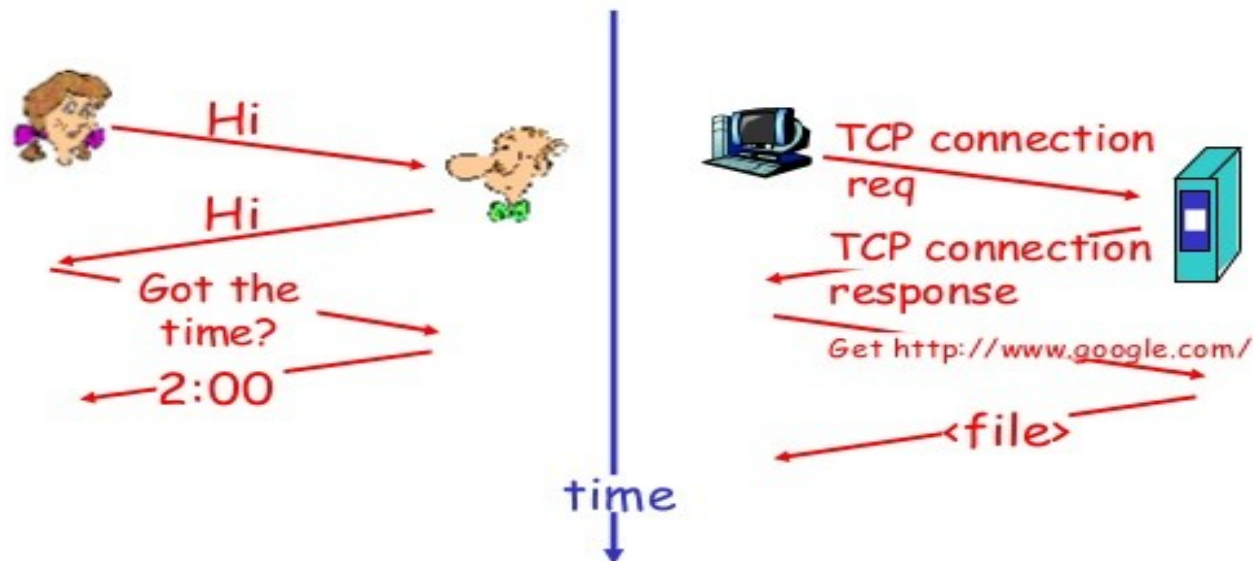 Hi
Hi
Got the
time?
2:00
time
TCP connection
req
TCP connection
response
Get http://www.google.com/
<file>